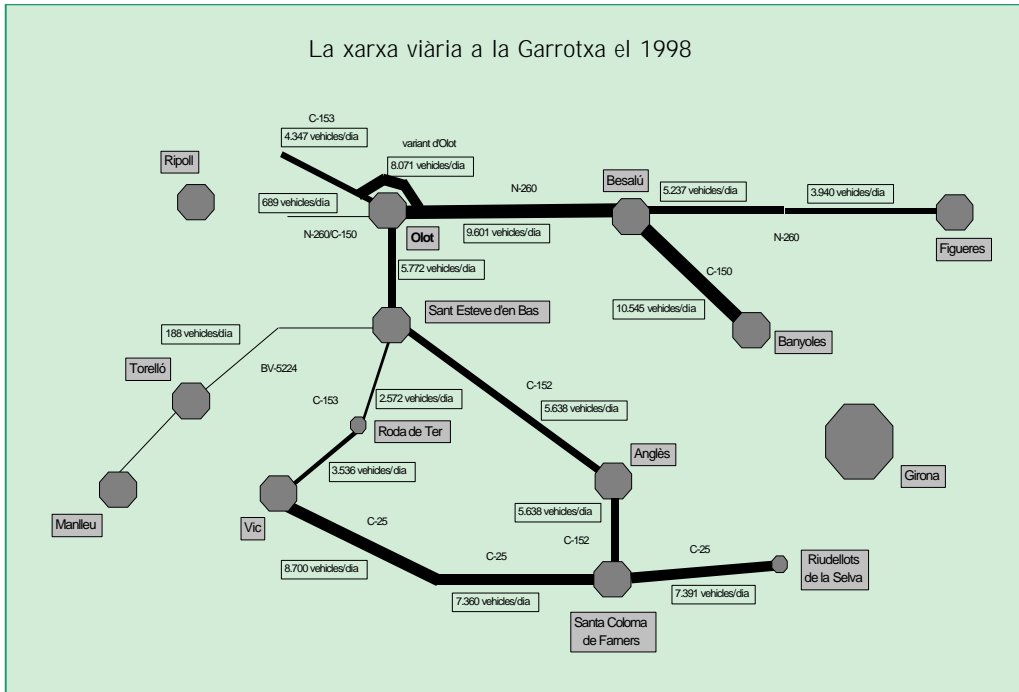 La xarxa viària a la Garrotxa el 1998
C-153
4.347 vehicles/dia
variant d'Olot
8.071 vehicles/dia
Ripoll
689 vehicles/dia
N-260/C-150
Olot
N-260
9.601 vehicles/dia
Besalú
5.237 vehicles/dia
3.940 vehicles/dia
N-260
Figueres
5.772 vehicles/dia
C-150
10.545 vehicles/dia
Banyoles
Sant Esteve d'en Bas
188 vehicles/dia
BV-5224
Torelló
C-153
2.572 vehicles/dia
C-152
5.638 vehicles/dia
Roda de Ter
3.536 vehicles/dia
Anglès
Girona
Manlleu
Vic
5.638 vehicles/dia
C-25
C-152
C-25
C-25
8.700 vehicles/dia
7.360 vehicles/dia
7.391 vehicles/dia
Riudellots
de la Selva
Santa Coloma
de Farners